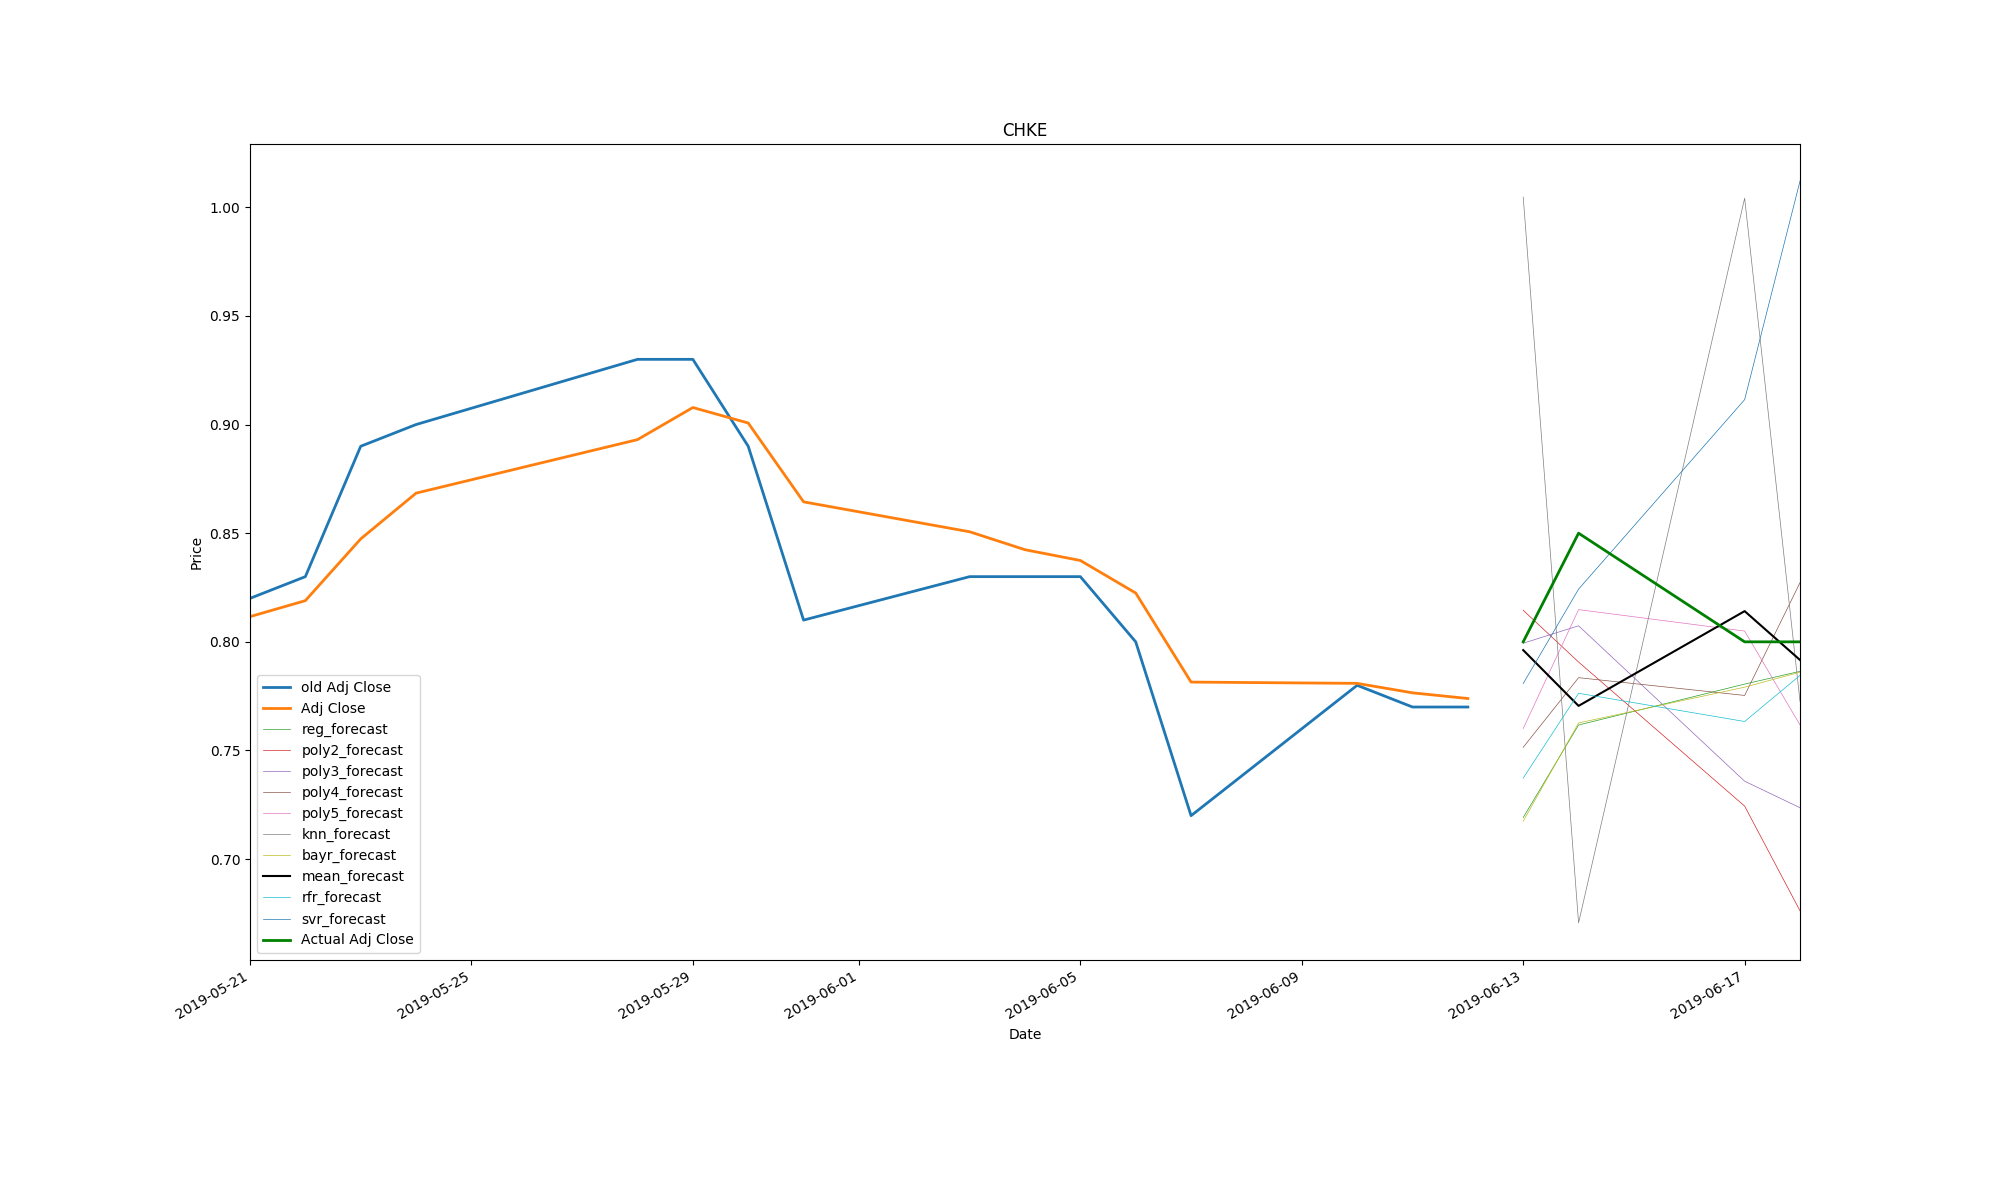 CHKE
1.00
0.95
0.90
0.85
0.80
0.75
0.70
Price
old Adj Close
Adj Close
reg_forecast
poly2_forecast
poly3_forecast
poly4_forecast
poly5_forecast
knn_forecast
bayr_forecast
mean_forecast
rfr_forecast
svr_forecast
Actual Adj Close
2019-05-21
2019-05-25
2019-05-29
2019-06-01
2019-06-05
2019-06-09
2019-06-13
2019-06-17
Date